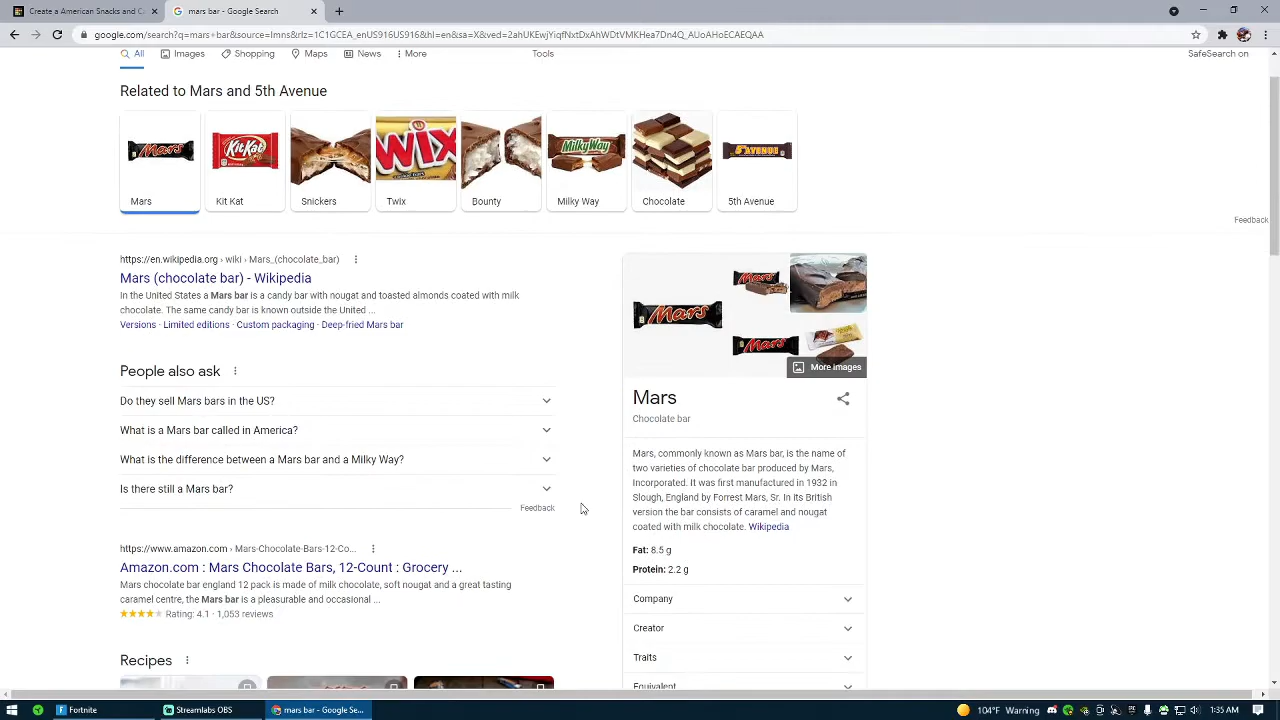 Create a American Snacks and C
mars bar - Google Search
google.com/search?q=mars+bar&source=lmns&rlz=1C1GCEA_enUS916US916&hl=en&sa=X&ved=2ahUKEwjYiqfNxtDxAhWDtVMKHea7Dn4Q_AUoAHoECAEQAA
All
Images
Shopping
Maps
News
More
Tools
SafeSearch on
Related to Mars and 5th Avenue
Mars
KitKat
WIX
MilkyWay
5TH AVENUE
Mars
Kit Kat
Snickers
Twix
Bounty
Milky Way
Chocolate
5th Avenue
Feedback
https://en.wikipedia.org › wiki › Mars_(chocolate_bar)
Mars (chocolate bar) - Wikipedia
In the United States a Mars bar is a candy bar with nougat and toasted almonds coated with milk
chocolate. The same candy bar is known outside the United ...
Versions · Limited editions · Custom packaging · Deep-fried Mars bar
People also ask
Do they sell Mars bars in the US?
What is a Mars bar called in America?
What is the difference between a Mars bar and a Milky Way?
Is there still a Mars bar?
Feedback
https://www.amazon.com › Mars-Chocolate-Bars-12-Co...
Amazon.com : Mars Chocolate Bars, 12-Count : Grocery ...
Mars chocolate bar england 12 pack is made of milk chocolate, soft nougat and a great tasting
caramel centre, the Mars bar is a pleasurable and occasional ...
Rating: 4.1 · 1,053 reviews
Recipes
Mars
Mars
Mars
More images
Mars
Chocolate bar
Mars, commonly known as Mars bar, is the name of
two varieties of chocolate bar produced by Mars,
Incorporated. It was first manufactured in 1932 in
Slough, England by Forrest Mars, Sr. In its British
version the bar consists of caramel and nougat
coated with milk chocolate. Wikipedia
Fat: 8.5 g
Protein: 2.2 g
Company
Creator
Traits
Equivalent
Fortnite
Streamlabs OBS
mars bar - Google Se...
104°F Warning
1:35 AM